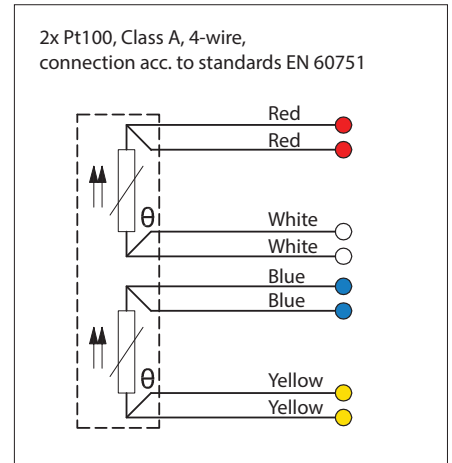 2x Pt100, Class A, 4-wire,
connection acc. to standards EN 60751
Red
Red
θ
White
White
Blue
Blue
θ
Yellow
Yellow